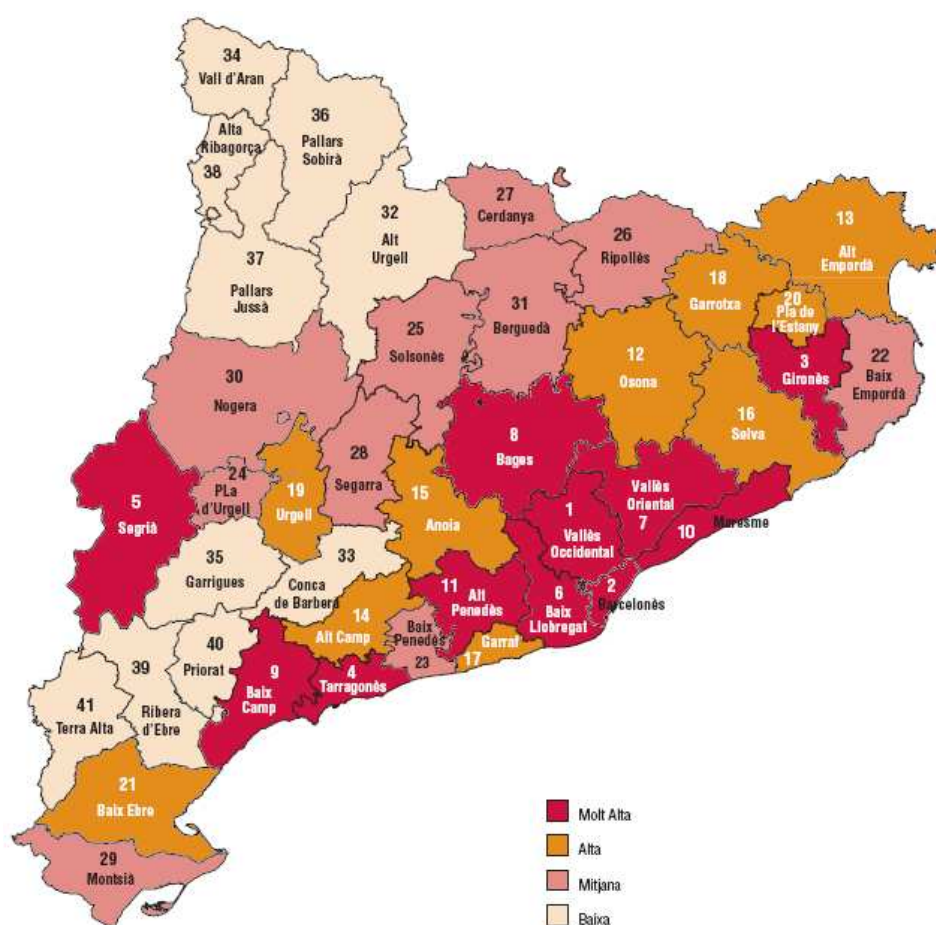 34
Vall d'Aran
Alta
Ribagorça
38
36
Pallars
Sobirà
37
Pallars
Jussà
32
Alt
Urgell
27
Cerdanya
26
Ripollès
13
Alt
Empordà
18
Garrotxa
20
Pla de
l'Estany
3
Gironès
22
Baix
Empordà
31
Berguedà
25
Solsonès
12
Osona
16
Selva
30
Nogera
8
Bages
28
Segarra
24
PLa
d'Urgell
19
Urgell
5
Segrià
15
Anoia
1
Vallès
Occidental
Vallès
Oriental
7
10
Maresme
35
Garrigues
33
Conca
de Barberà
11
Alt
Penedès
6
Baix
Llobregat
2
Barcelonès
14
Alt Camp
Baix
Penedès
23
Garraf
17
40
Priorat
9
Baix
Camp
4
Tarragonès
39
Ribera
d'Ebre
41
Terra Alta
21
Baix Ebre
29
Montsià
Molt Alta
Alta
Mitjana
Baixa